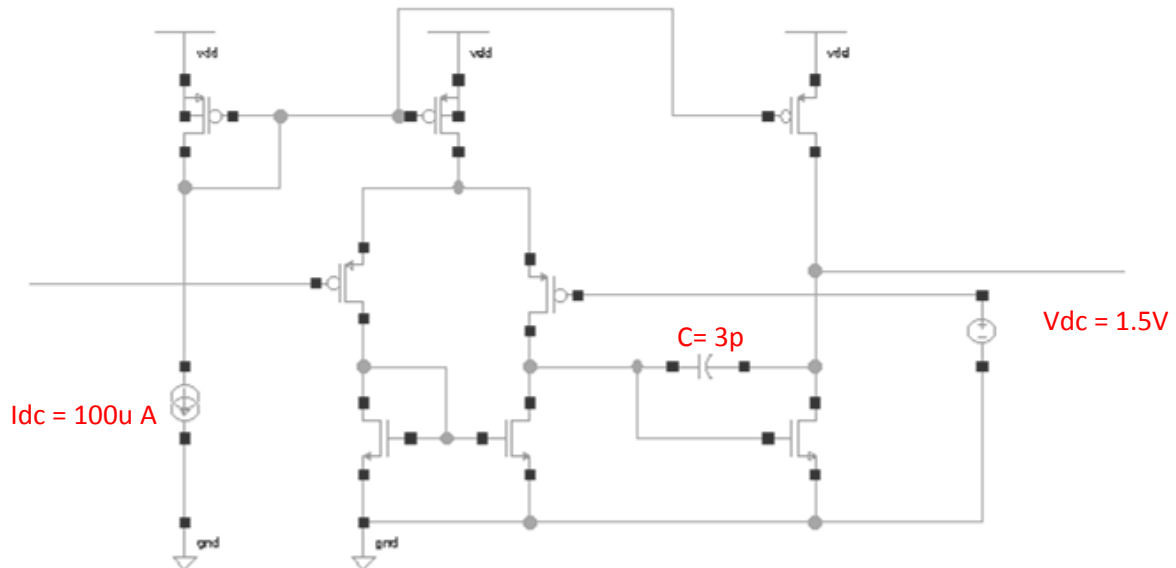 vdd vdd vdd
C= 3p
Vdc = 1.5V
Idc = 100u A
gnd gnd